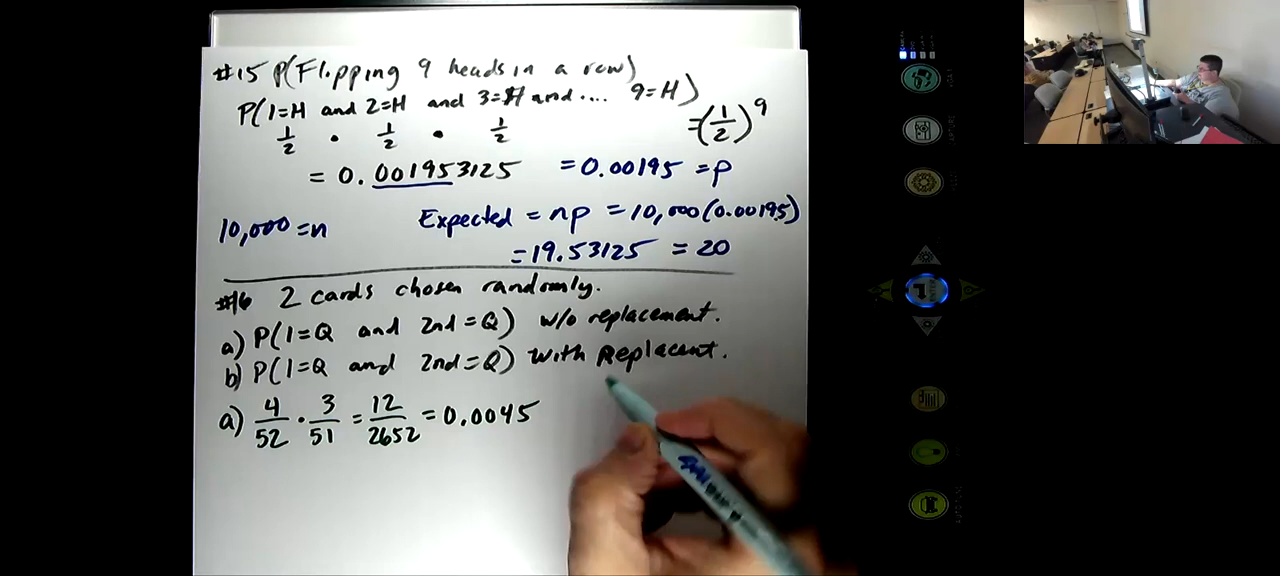 #15 P(Flipping 9 heads in a row)
P(1=H and 2=H and 3=H and.... 9=H)
1/2 • 1/2 • 1/2 =(1/2)^9
= 0.001953125 =0.00195 =p
10,000=n Expected = np = 10,000(0.00195)
=19.53125 = 20
#16 2 cards chosen randomly.
a) P(1=Q and 2nd=Q) w/o replacement.
b) P(1=Q and 2nd=Q) with Replacent.
a) 4/52 • 3/51 = 12/2652 = 0.0045